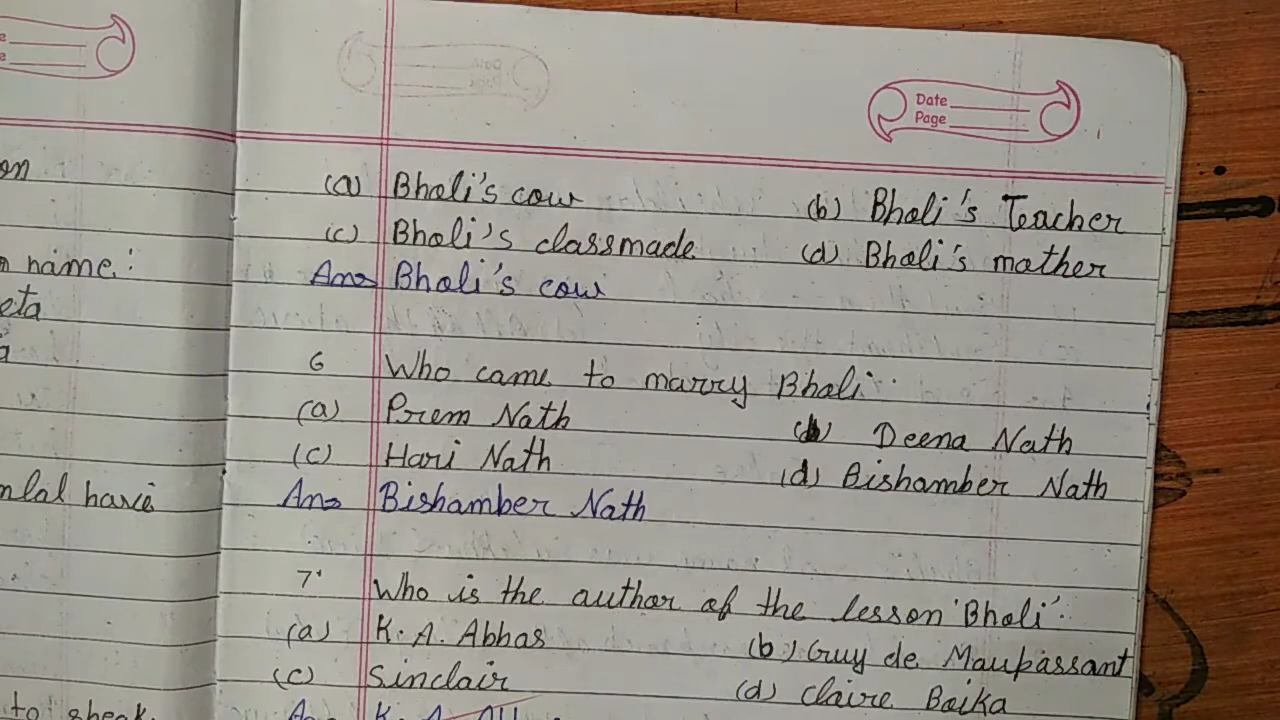 Date
Page
on
name:
eta
nlal have
to speak.
(a) Bholi's cow (b) Bholi's Teacher
(c) Bholi's classmade (d) Bholi's mather
Ans Bholi's cow
6 Who came to marry Bholi
(a) Prem Nath (b) Deena Nath
(c) Hari Nath (d) Bishamber Nath
Ans Bishamber Nath
7. Who is the author of the lesson 'Bholi'.
(a) K. A. Abbas (b) Guy de Maupassant
(c) Sinclair (d) Claire Boika